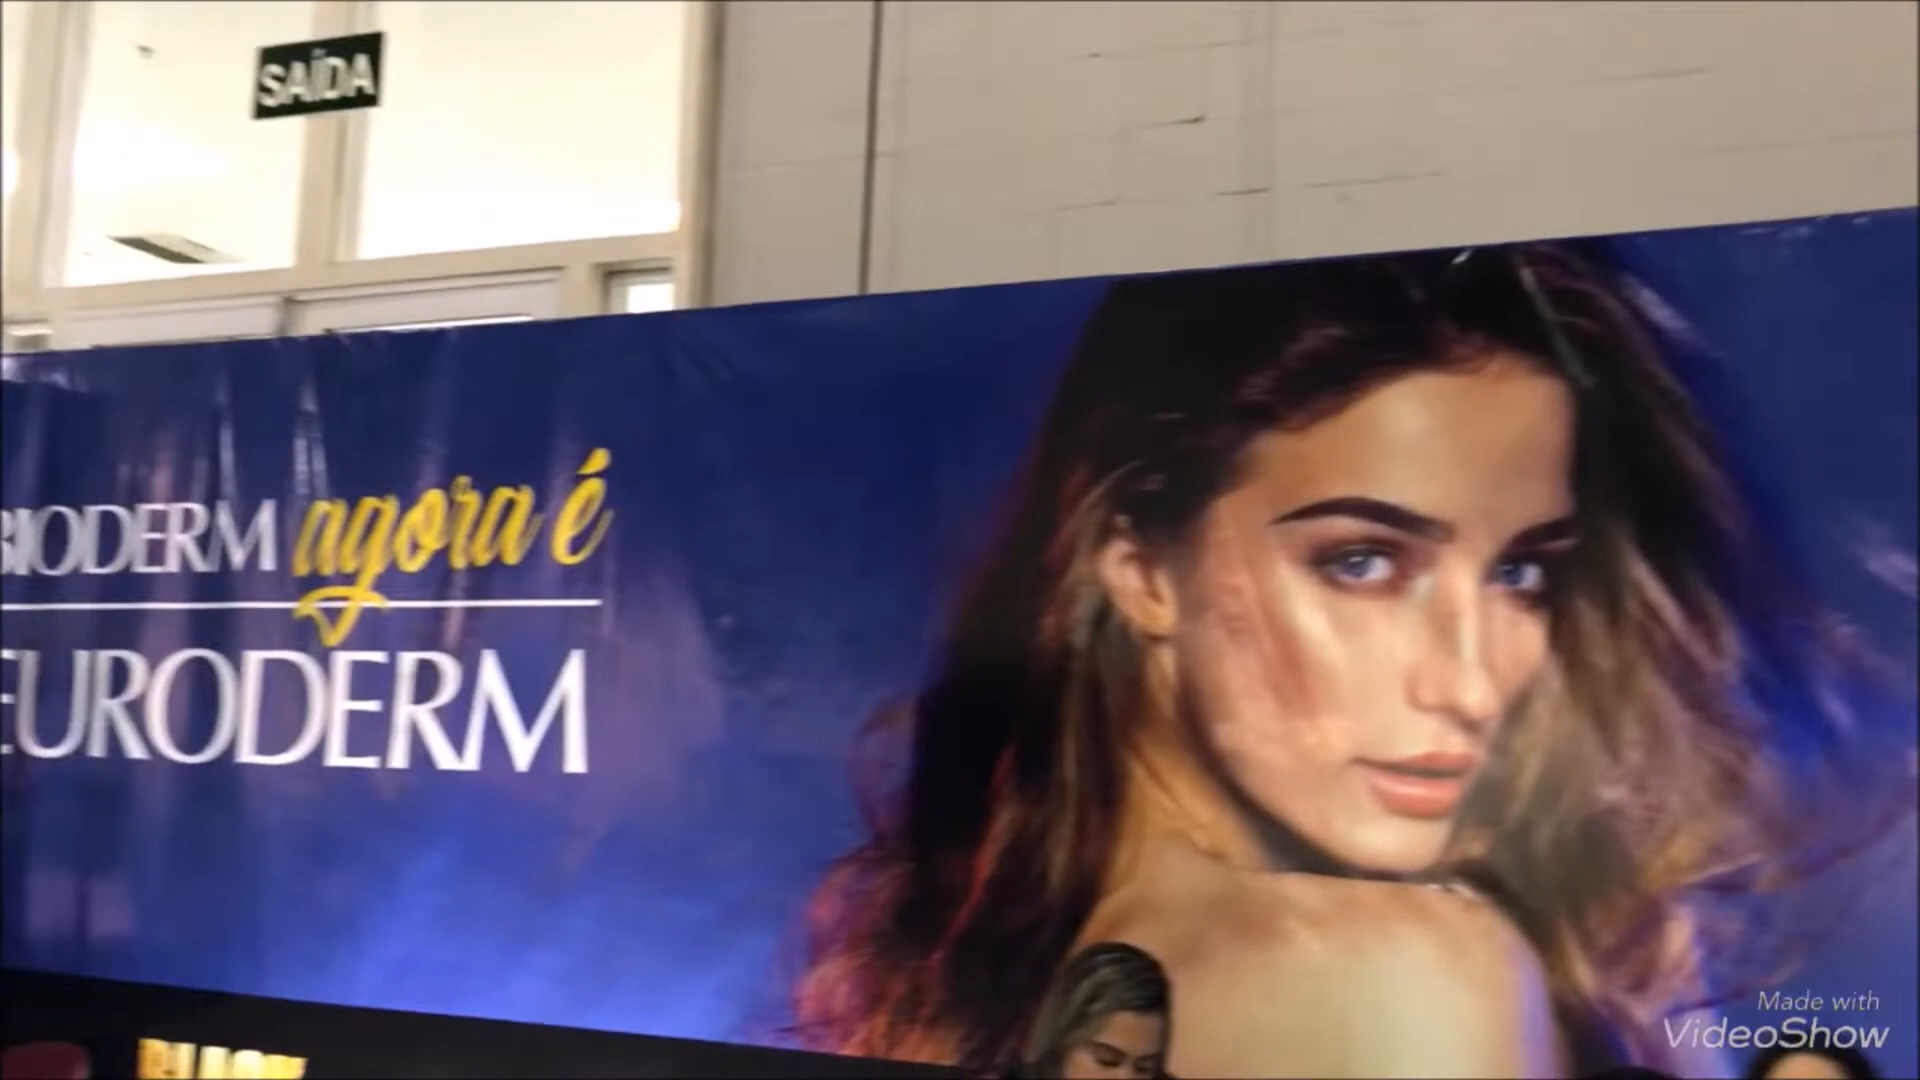 SAÍDA
BIODERM agora é
EURODERM
Made with
VideoShow